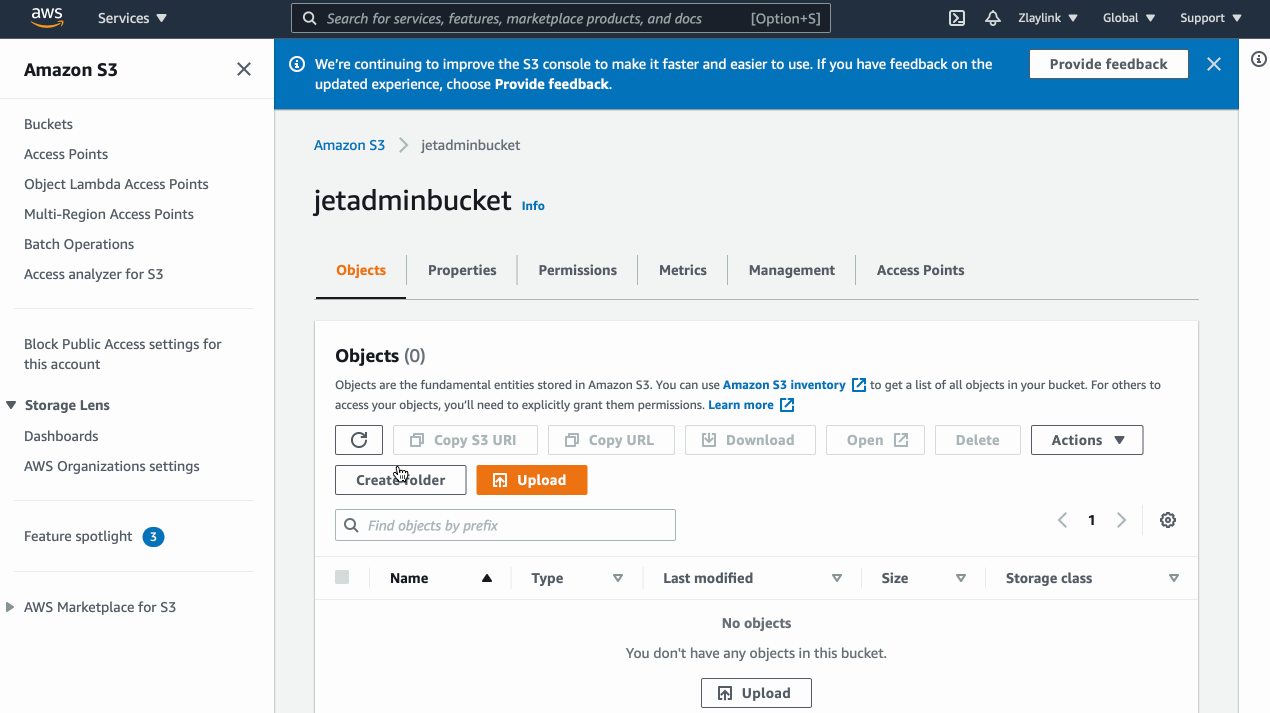 aws
Services
Search for services, features, marketplace products, and docs
[Option+S]
Zlaylink
Global
Support
Amazon S3
We're continuing to improve the S3 console to make it faster and easier to use. If you have feedback on the
updated experience, choose Provide feedback.
Provide feedback
Buckets
Access Points
Object Lambda Access Points
Multi-Region Access Points
Batch Operations
Access analyzer for S3
Block Public Access settings for
this account
Storage Lens
Dashboards
AWS Organizations settings
Feature spotlight 3
AWS Marketplace for S3
Amazon S3
jetadminbucket
jetadminbucket Info
Objects
Properties
Permissions
Metrics
Management
Access Points
Objects (0)
Objects are the fundamental entities stored in Amazon S3. You can use Amazon S3 inventory to get a list of all objects in your bucket. For others to
access your objects, you'll need to explicitly grant them permissions. Learn more
Copy S3 URI
Copy URL
Download
Open
Delete
Actions
Create folder
Upload
Find objects by prefix
1
Name
Type
Last modified
Size
Storage class
No objects
You don't have any objects in this bucket.
Upload